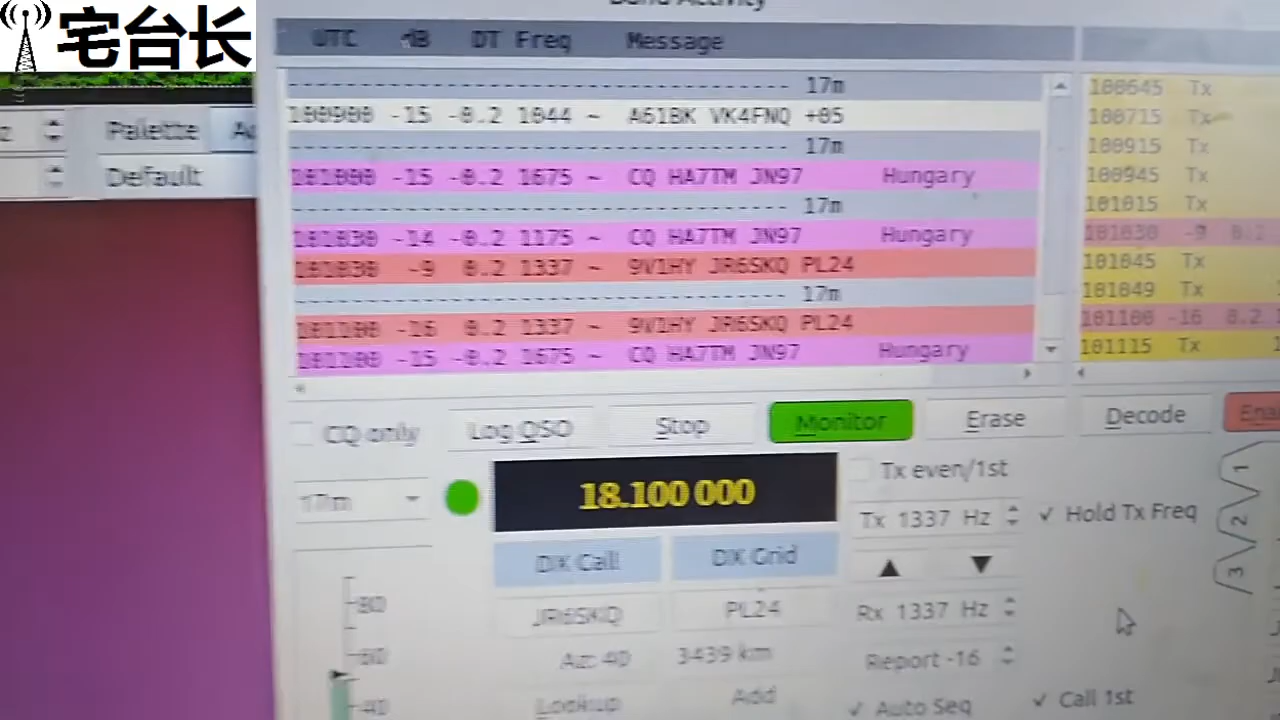 宅台长
Band Activity
UTC dB DT Freq Message
Palette
Default
------------------------------------ 17m
100900 -15 -0.2 1044 ~ A61BK VK4FNQ +05
------------------------------------ 17m
101000 -15 -0.2 1675 ~ CQ HA7TM JN97 Hungary
------------------------------------ 17m
101030 -14 -0.2 1175 ~ CQ HA7TM JN97 Hungary
101030 -9 0.2 1337 ~ 9V1HY JR6SKQ PL24
------------------------------------ 17m
101100 -16 0.2 1337 ~ 9V1HY JR6SKQ PL24
101100 -15 -0.2 1675 ~ CQ HA7TM JN97 Hungary
100645 Tx
100715 Tx
100915 Tx
100945 Tx
101015 Tx
101030 -9 0.2
101045 Tx
101049 Tx
101100 -16 0.2
101115 Tx
CQ only
Log QSO
Stop
Monitor
Erase
Decode
17m
18.100 000
Tx even/1st
Tx 1337 Hz
✓ Hold Tx Freq
DX Call
DX Grid
JR6SKQ
PL24
Rx 1337 Hz
Az: 40
3439 km
Report -16
Lookup
Add
✓ Auto Seq
✓ Call 1st
80
60
40
1
2
3